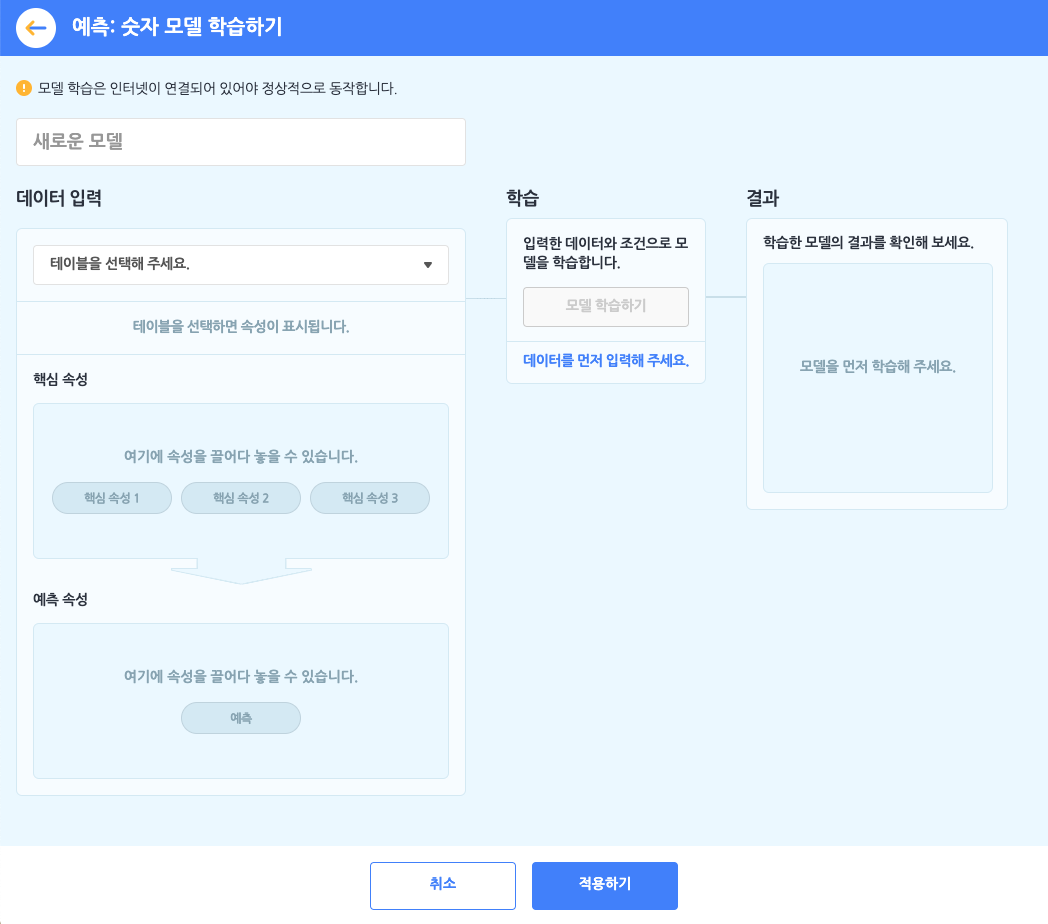 예측: 숫자 모델 학습하기
모델 학습은 인터넷이 연결되어 있어야 정상적으로 동작합니다.
새로운 모델
데이터 입력
테이블을 선택해 주세요.
테이블을 선택하면 속성이 표시됩니다.
핵심 속성
여기에 속성을 끌어다 놓을 수 있습니다.
핵심 속성 1
핵심 속성 2
핵심 속성 3
예측 속성
여기에 속성을 끌어다 놓을 수 있습니다.
예측
학습
입력한 데이터와 조건으로 모
델을 학습합니다.
모델 학습하기
데이터를 먼저 입력해 주세요.
결과
학습한 모델의 결과를 확인해 보세요.
모델을 먼저 학습해 주세요.
취소
적용하기